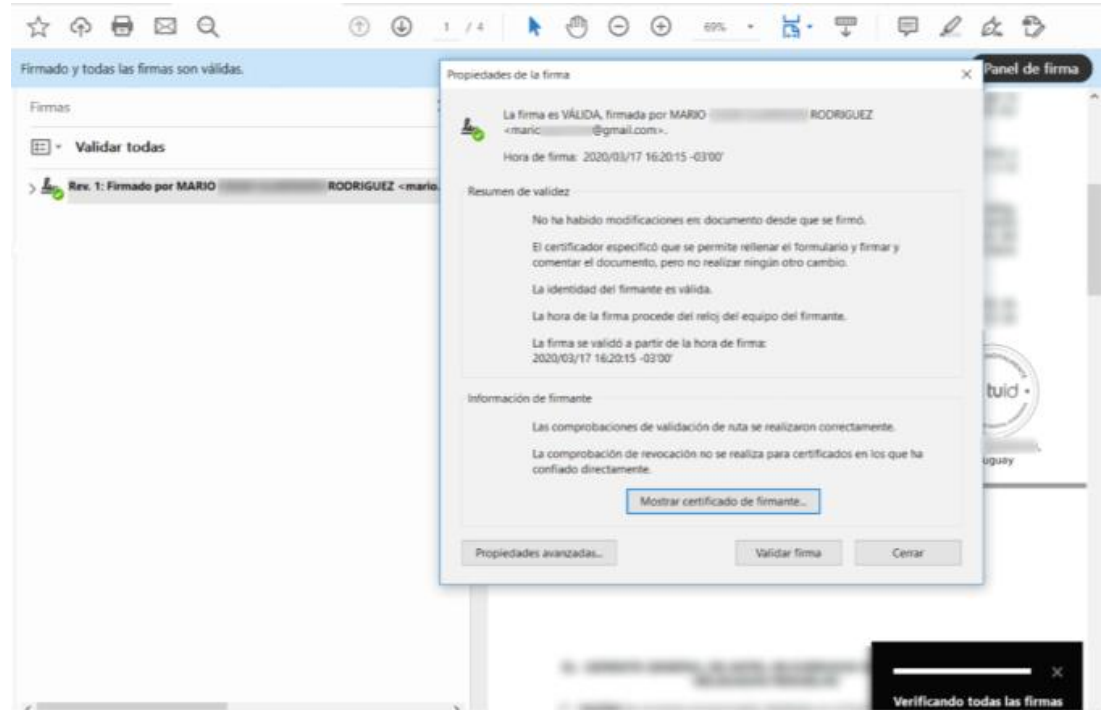 1 / 4
69%
Firmado y todas las firmas son válidas.
Panel de firma
Firmas
Validar todas
Rev. 1: Firmado por MARIO RODRIGUEZ <mario.
Propiedades de la firma
La firma es VÁLIDA, firmada por MARIO RODRIGUEZ
<maric @gmail.com>.
Hora de firma: 2020/03/17 16:20:15 -03'00'
Resumen de validez
No ha habido modificaciones en: documento desde que se firmó.
El certificador especificó que se permite rellenar el formulario y firmar y
comentar el documento, pero no realizar ningún otro cambio.
La identidad del firmante es válida.
La hora de la firma procede del reloj del equipo del firmante.
La firma se validó a partir de la hora de firma:
2020/03/17 16:20:15 -03'00'
Información de firmante
Las comprobaciones de validación de ruta se realizaron correctamente.
La comprobación de revocación no se realiza para certificados en los que ha
confiado directamente.
Mostrar certificado de firmante...
Propiedades avanzadas...
Validar firma
Cerrar
tuid
uguay
Verificando todas las firmas